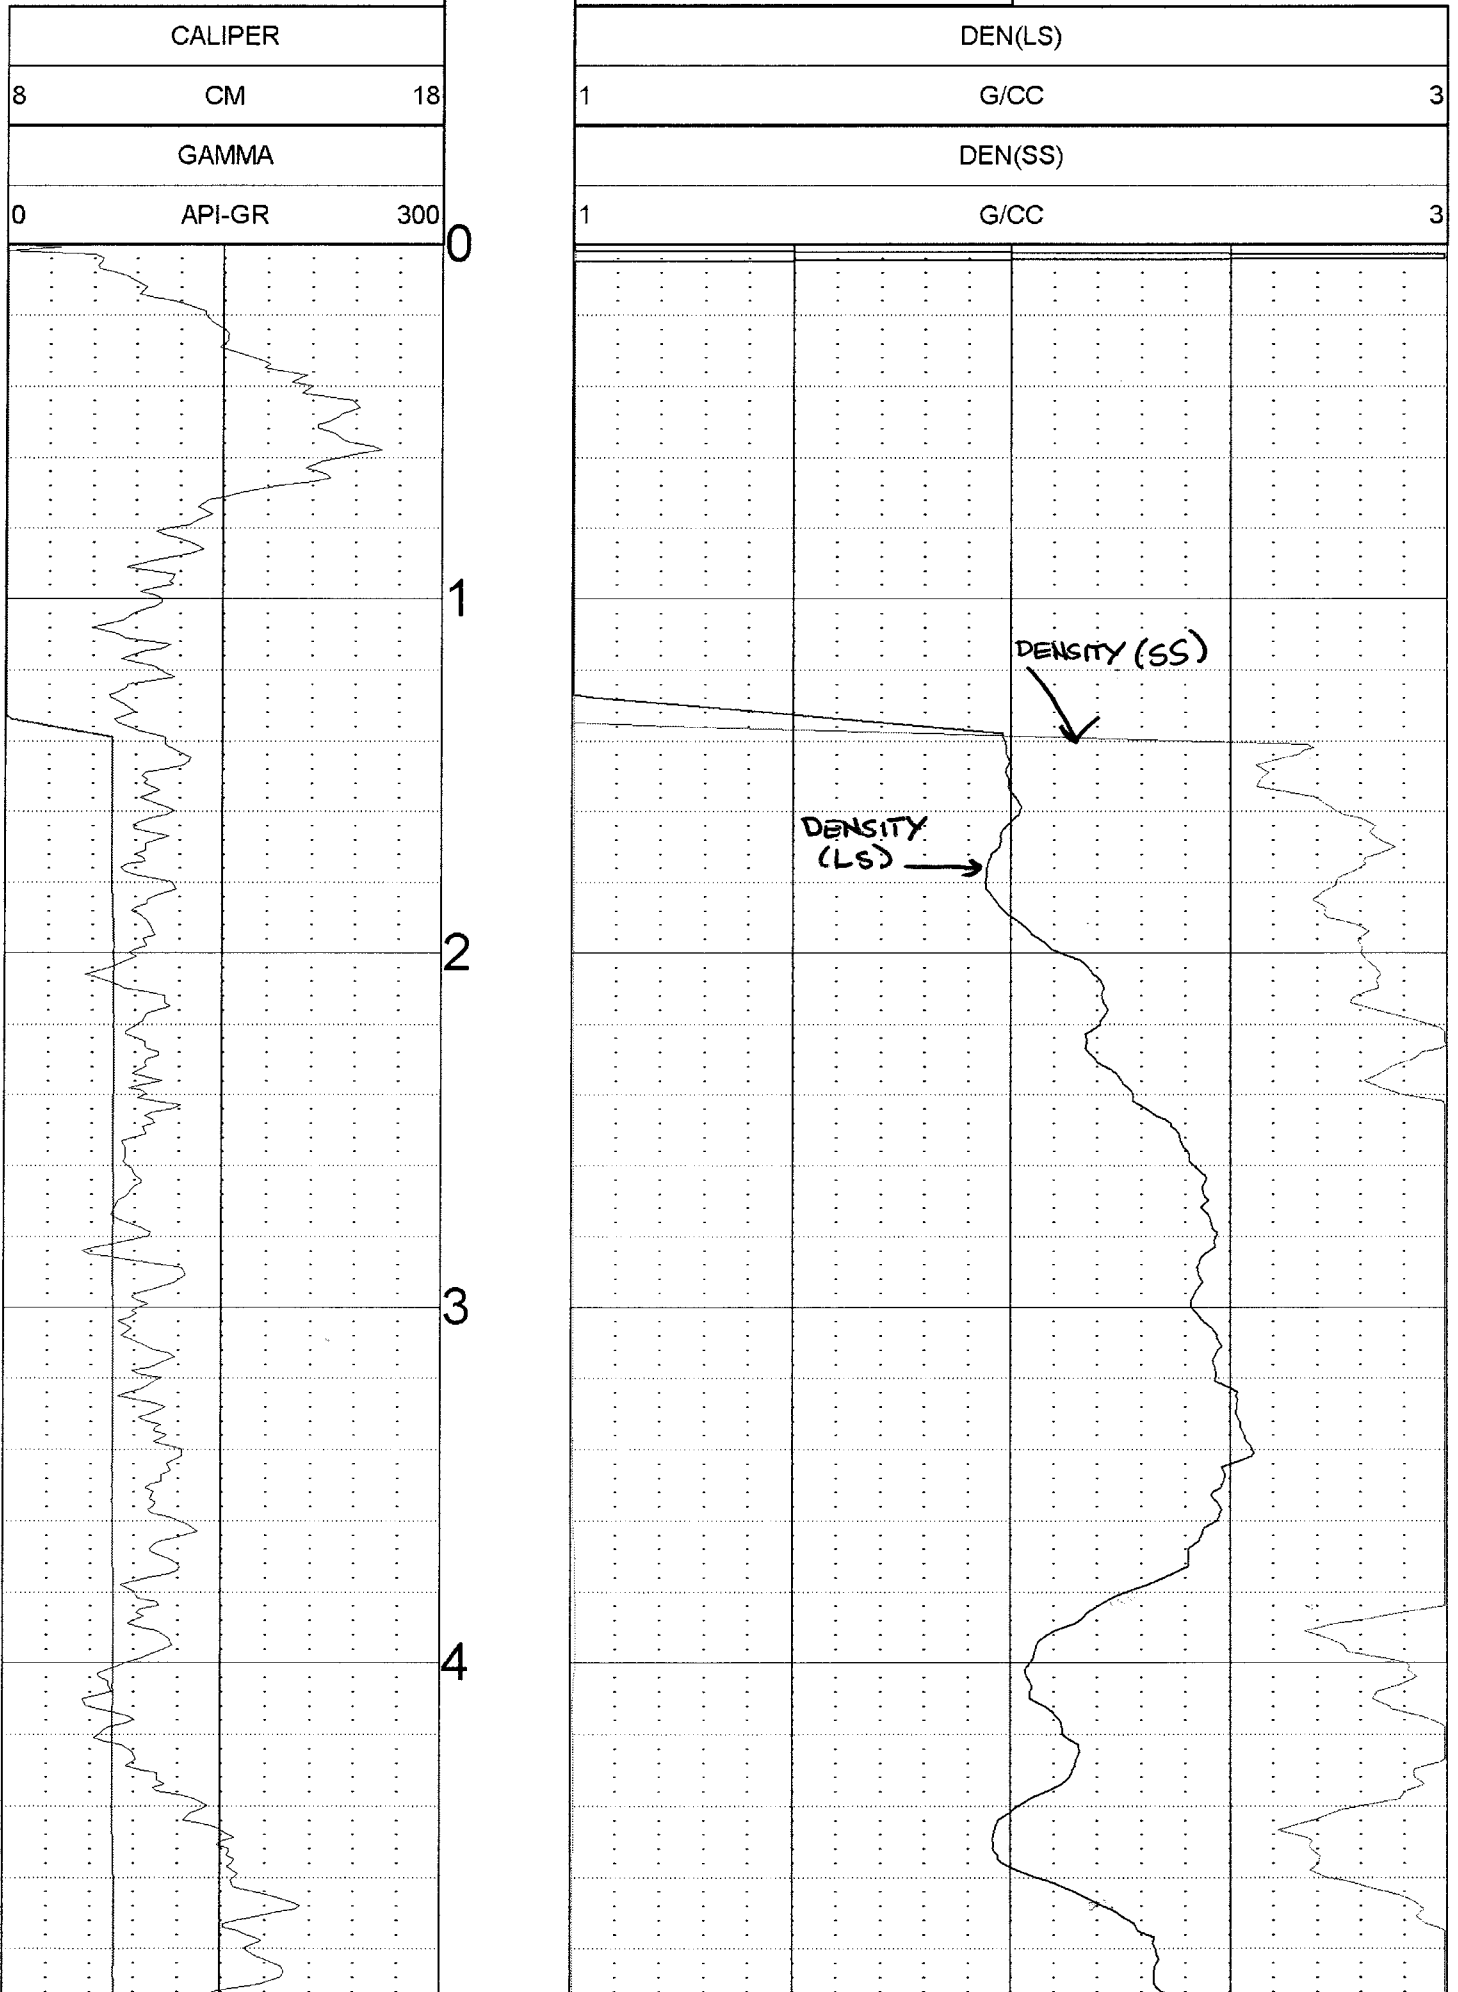 CALIPER
8 CM 18
GAMMA
0 API-GR 300
DEN(LS)
1 G/CC 3
DEN(SS)
1 G/CC 3
0
1
DENSITY (SS)
DENSITY
(LS)
2
3
4